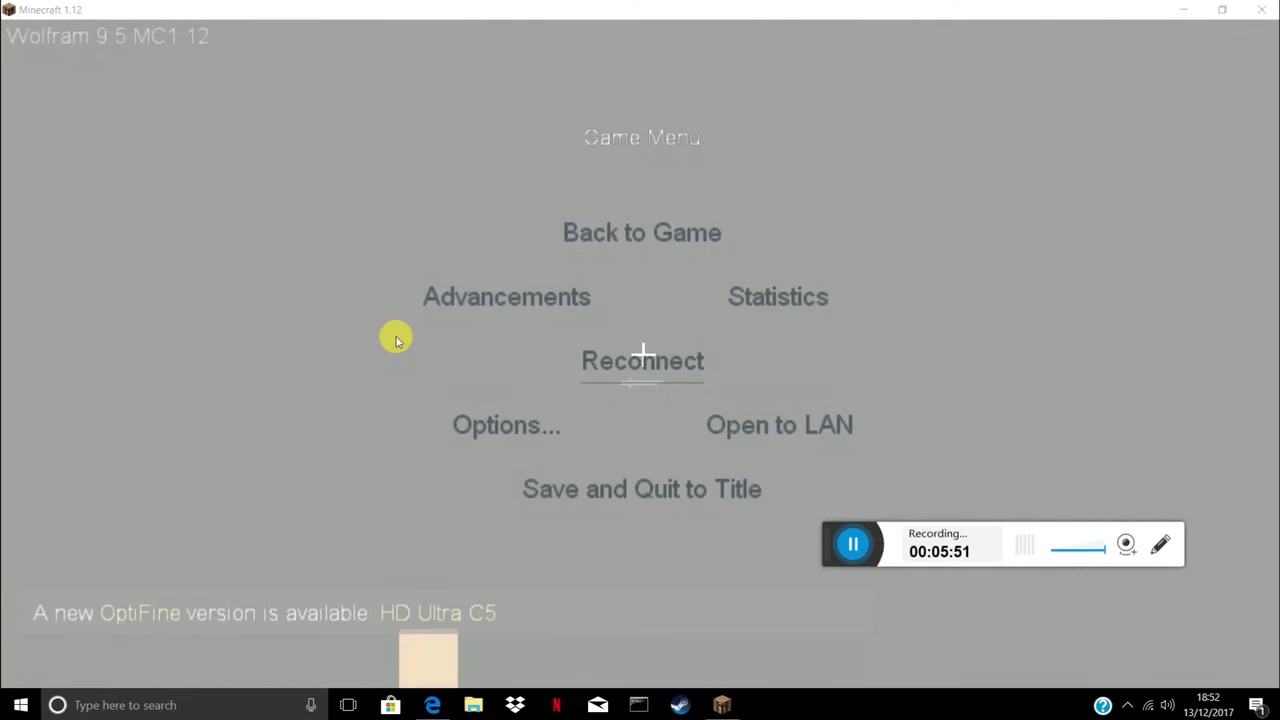 Minecraft 1.12
Wolfram 9 5 MC1 12
Game Menu
Back to Game
Advancements
Statistics
Reconnect
Options...
Open to LAN
Save and Quit to Title
Recording...
00:05:51
A new OptiFine version is available HD Ultra C5
Type here to search
18:52
13/12/2017